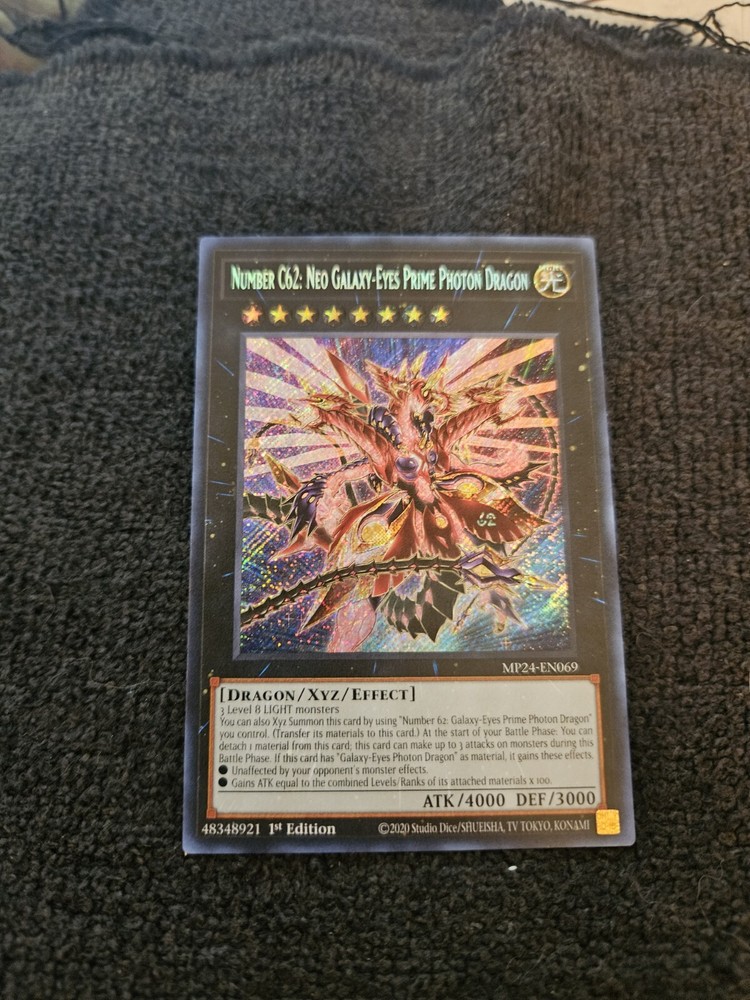 NUMBER C62: NEO GALAXY-EYES PRIME PHOTON DRAGON 光
62
MP24-EN069
[DRAGON/XYZ/EFFECT]
3 Level 8 LIGHT monsters
You can also Xyz Summon this card by using "Number 62: Galaxy-Eyes Prime Photon Dragon"
you control. (Transfer its materials to this card.) At the start of your Battle Phase: You can
detach 1 material from this card; this card can make up to 3 attacks on monsters during this
Battle Phase. If this card has "Galaxy-Eyes Photon Dragon" as material, it gains these effects.
● Unaffected by your opponent's monster effects.
● Gains ATK equal to the combined Levels/Ranks of its attached materials x 100.
ATK/4000 DEF/3000
48348921 1st Edition ©2020 Studio Dice/SHUEISHA, TV TOKYO, KONAMI